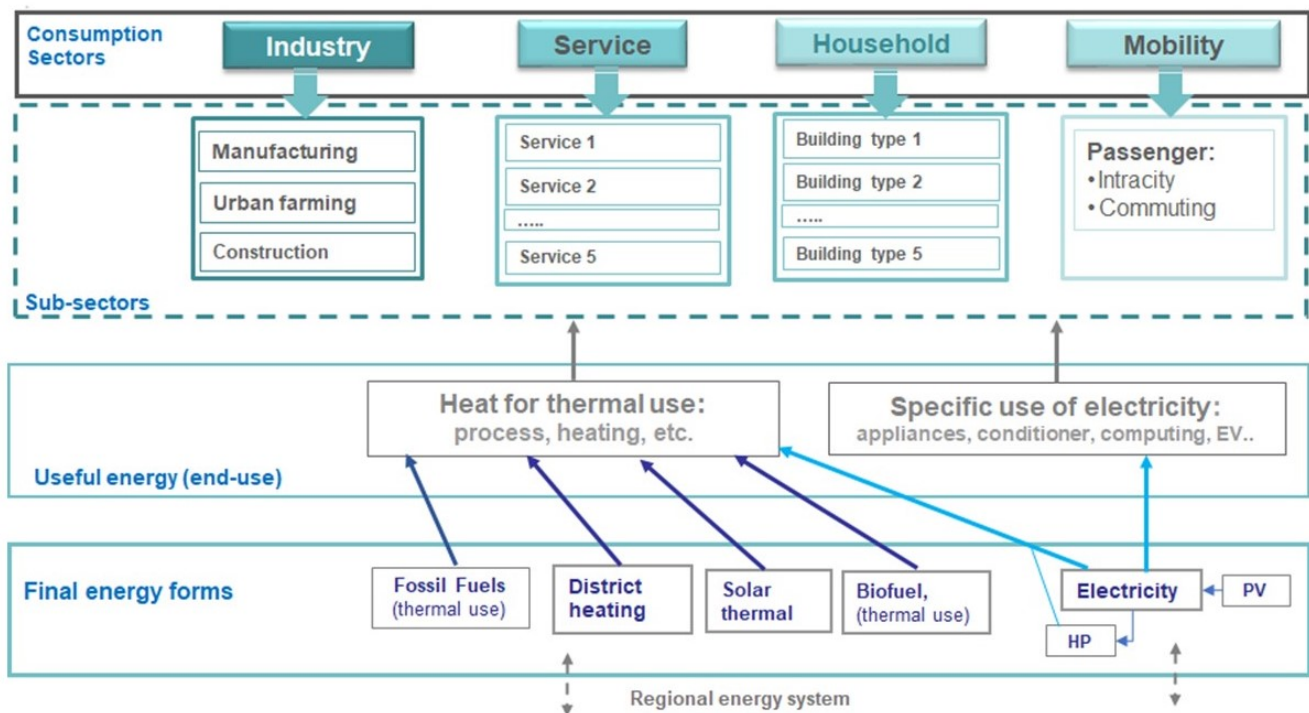 Consumption
Sectors
Industry
Service
Household
Mobility
Manufacturing
Urban farming
Construction
Service 1
Service 2
.....
Service 5
Building type 1
Building type 2
.....
Building type 5
Passenger:
•Intracity
•Commuting
Sub-sectors
Heat for thermal use:
process, heating, etc.
Specific use of electricity:
appliances, conditioner, computing, EV..
Useful energy (end-use)
Final energy forms
Fossil Fuels
(thermal use)
District
heating
Solar
thermal
Biofuel,
(thermal use)
Electricity
PV
HP
Regional energy system